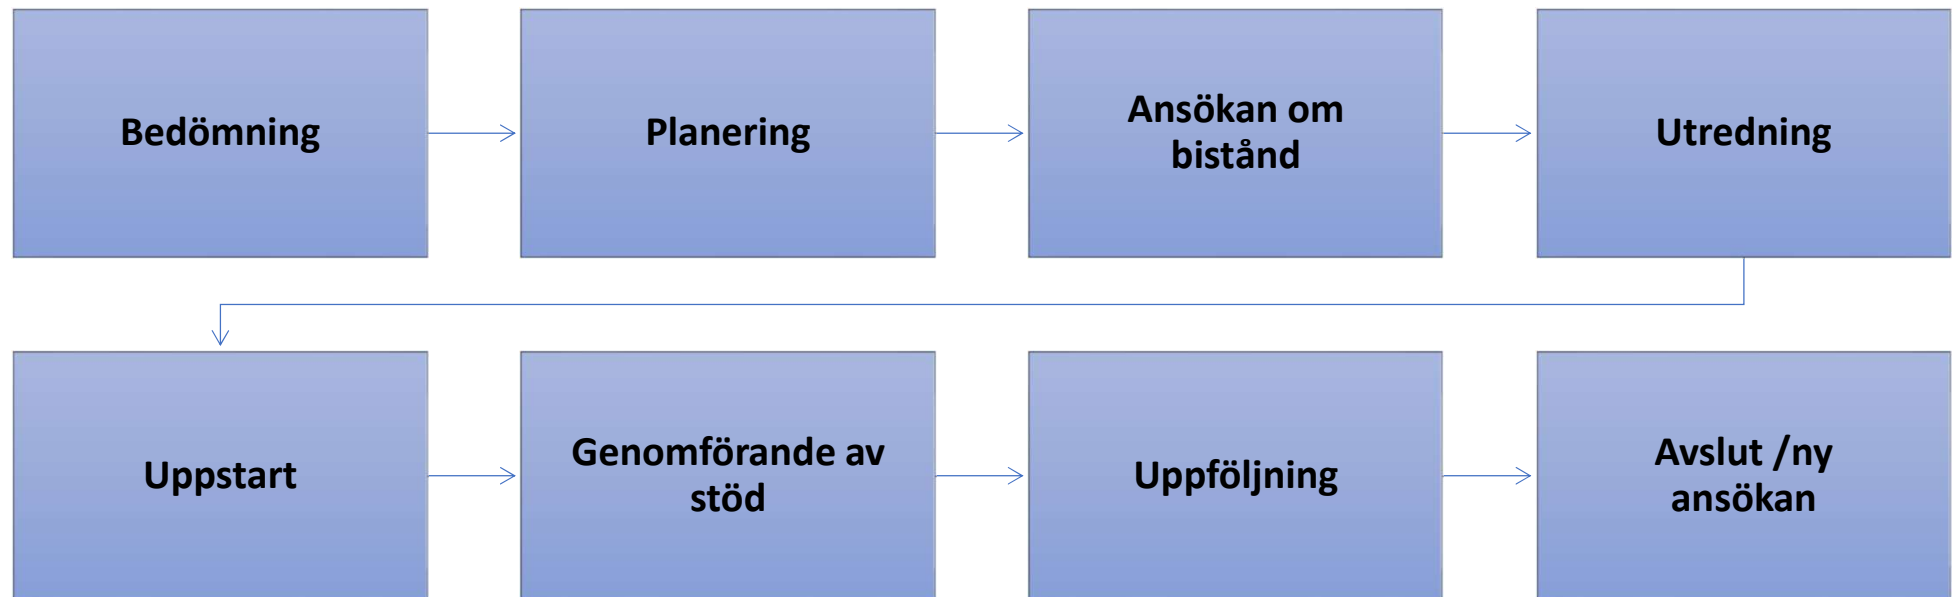 Bedömning
Planering
Ansökan om
bistånd
Utredning
Uppstart
Genomförande av
stöd
Uppföljning
Avslut /ny
ansökan